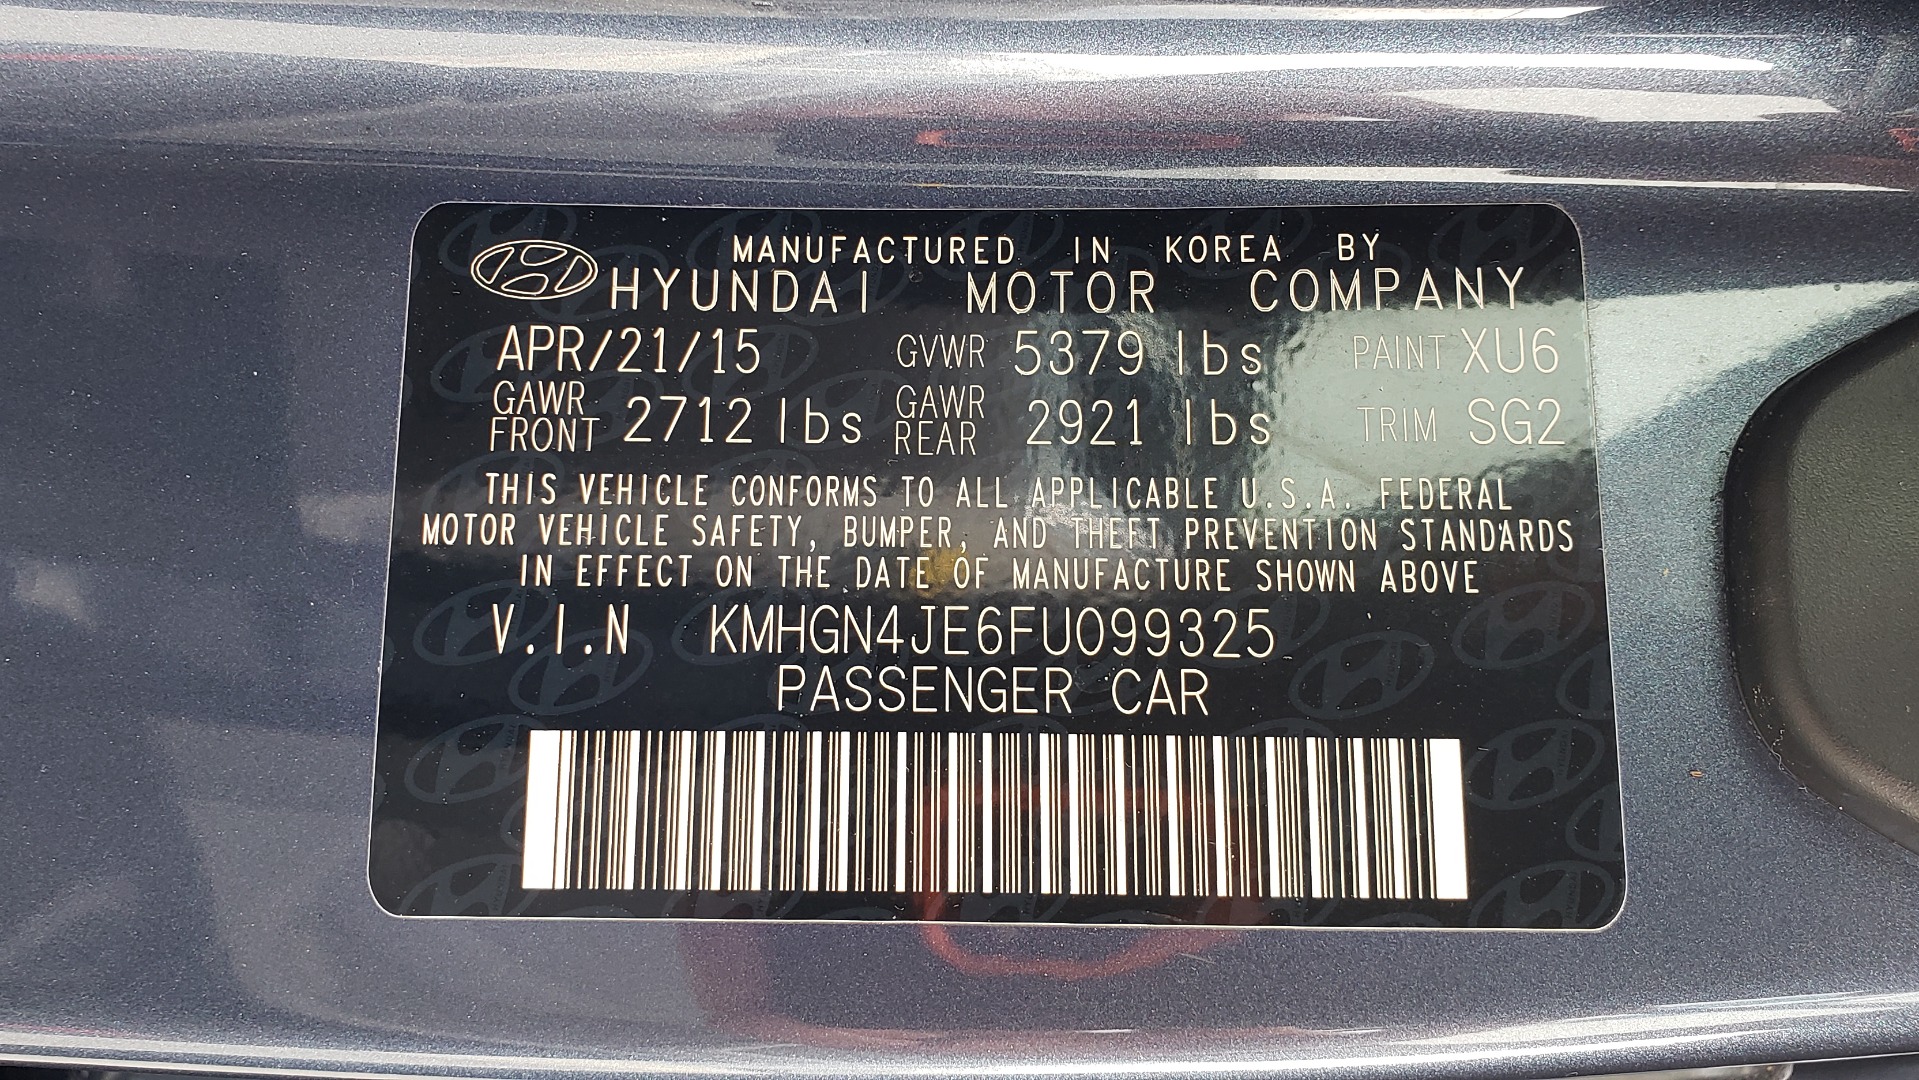 MANUFACTURED IN KOREA BY
HYUNDAI MOTOR COMPANY
APR/21/15 GVWR 5379 lbs PAINT XU6
GAWR FRONT 2712 lbs GAWR REAR 2921 lbs TRIM SG2
THIS VEHICLE CONFORMS TO ALL APPLICABLE U.S.A. FEDERAL
MOTOR VEHICLE SAFETY, BUMPER, AND THEFT PREVENTION STANDARDS
IN EFFECT ON THE DATE OF MANUFACTURE SHOWN ABOVE
V.I.N KMHGN4JE6FU099325
PASSENGER CAR